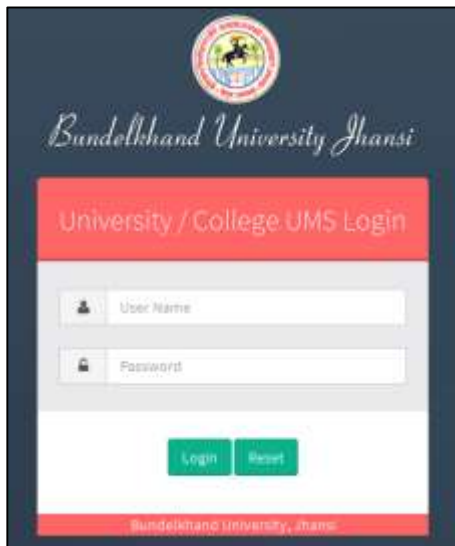 Bundelkhand University Jhansi
University / College UMS Login
User Name
Password
Login Reset
Bundelkhand University, Jhansi